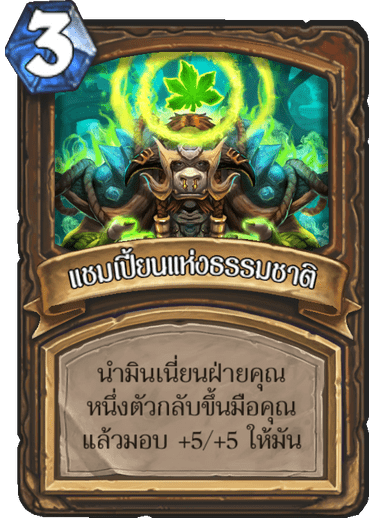 3
แชมเปี้ยนแห่งธรรมชาติ
นำมินเนี่ยนฝ่ายคุณ
หนึ่งตัวกลับขึ้นมือคุณ
แล้วมอบ +5/+5 ให้มัน